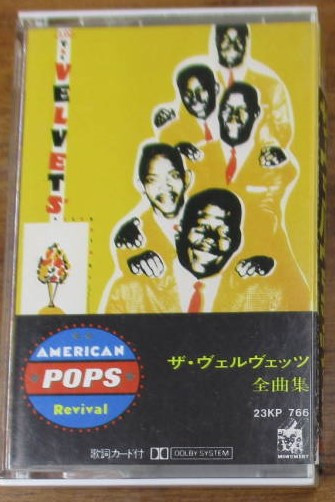 THE
VELVETS
AMERICAN
POPS
Revival
ザ・ヴェルヴェッツ
全曲集
23KP 766
歌詞カード付
DOLBY SYSTEM
MONUMENT